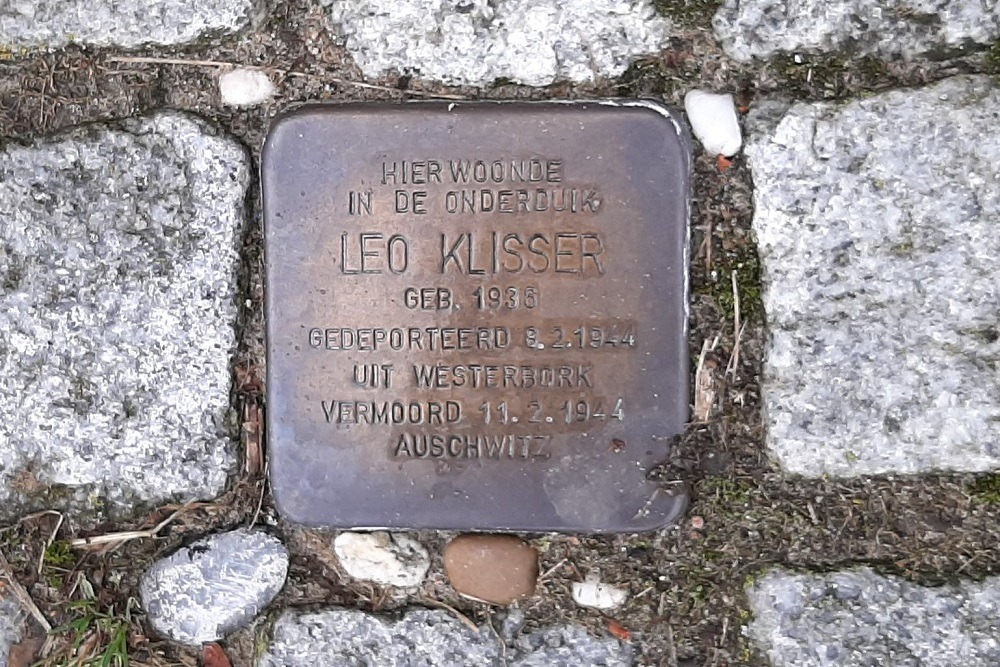 HIER WOONDE
IN DE ONDERDUIK
LEO KLISSER
GEB. 1936
GEDEPORTEERD 8.2.1944
UIT WESTERBORK
VERMOORD 11.2.1944
AUSCHWITZ